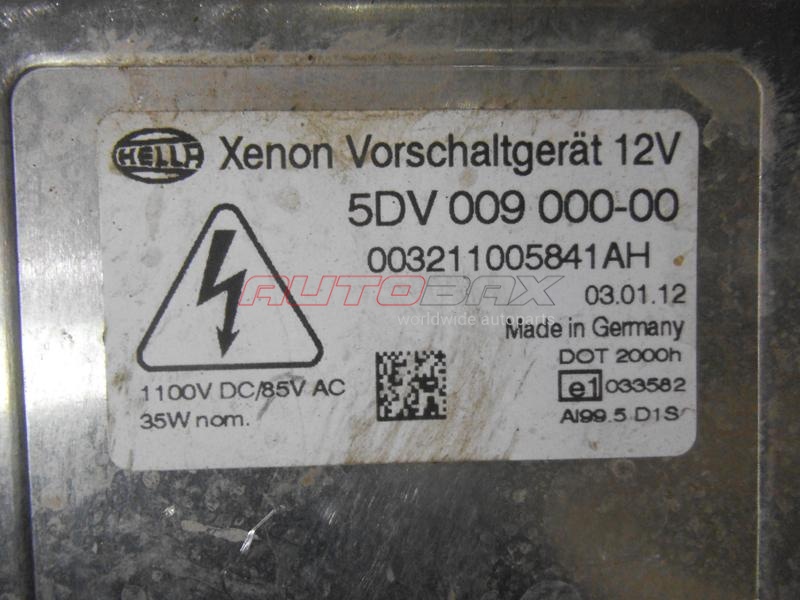 HELLA Xenon Vorschaltgerät 12V
5DV 009 000-00
003211005841AH
AUTOBAX
03.01.12
worldwide autoparts
Made in Germany
DOT 2000h
1100V DC/85V AC
e1 033582
35W nom.
Al99.5 D1S